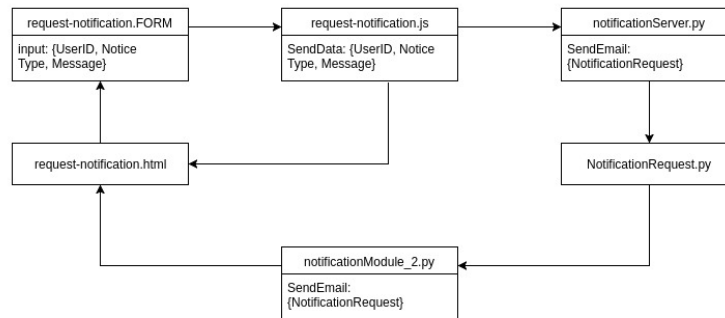 request-notification.FORM
input: {UserID, Notice
Type, Message}
request-notification.js
SendData: {UserID, Notice
Type, Message}
notificationServer.py
SendEmail:
{NotificationRequest}
request-notification.html
NotificationRequest.py
notificationModule_2.py
SendEmail:
{NotificationRequest}